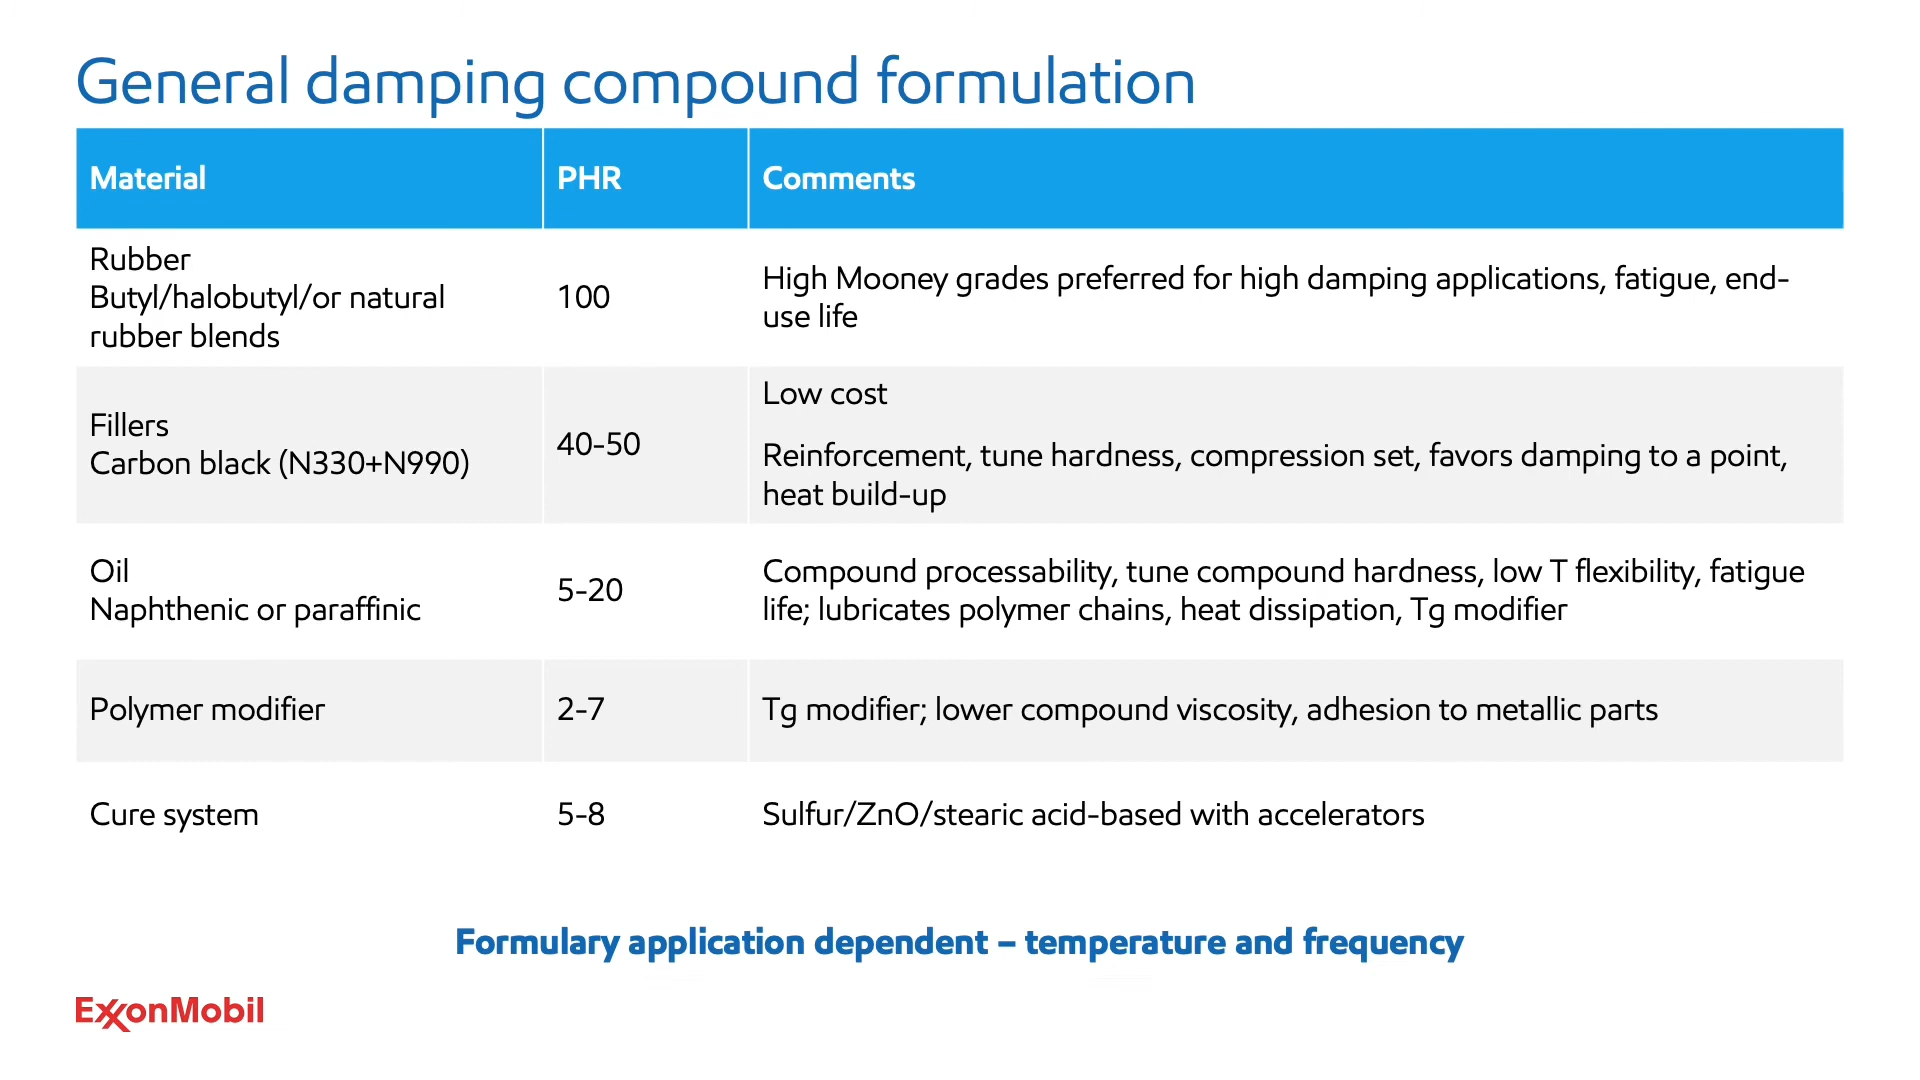 General damping compound formulation
Material
PHR
Comments
Rubber
Butyl/halobutyl/or natural
rubber blends
100
High Mooney grades preferred for high damping applications, fatigue, end-
use life
Fillers
Carbon black (N330+N990)
40-50
Low cost
Reinforcement, tune hardness, compression set, favors damping to a point,
heat build-up
Oil
Naphthenic or paraffinic
5-20
Compound processability, tune compound hardness, low T flexibility, fatigue
life; lubricates polymer chains, heat dissipation, Tg modifier
Polymer modifier
2-7
Tg modifier; lower compound viscosity, adhesion to metallic parts
Cure system
5-8
Sulfur/ZnO/stearic acid-based with accelerators
Formulary application dependent – temperature and frequency
ExxonMobil